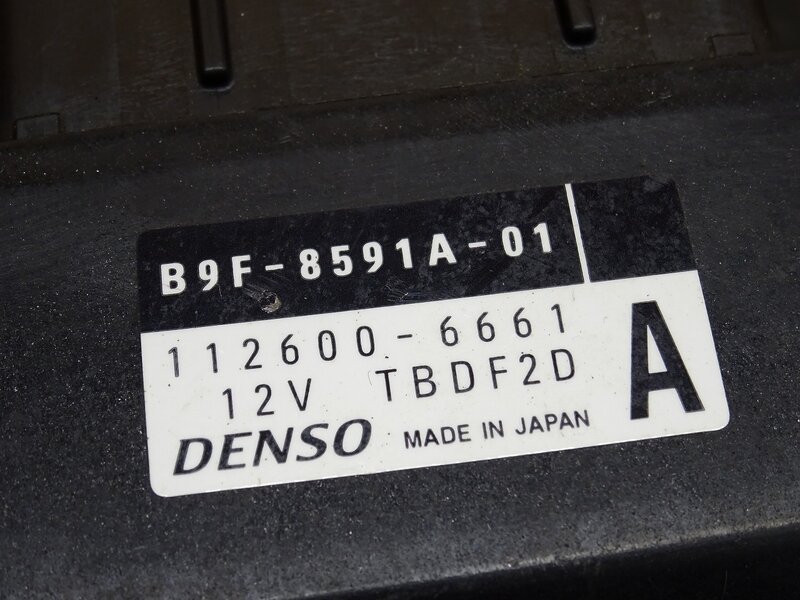 B9F-8591A-01
112600-6661
12V TBDF2D
A
DENSO MADE IN JAPAN